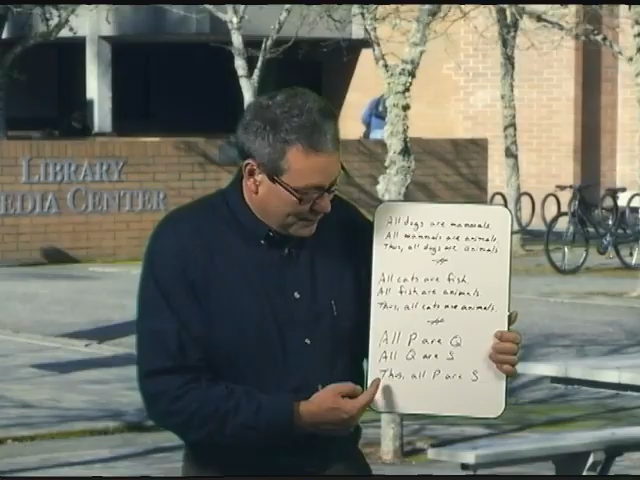 LIBRARY
EDIA CENTER
All dogs are mammals.
All mammals are animals.
Thus, all dogs are animals.
All cats are fish.
All fish are animals.
Thus, all cats are animals.
All P are Q
All Q are S
Thus, all P are S